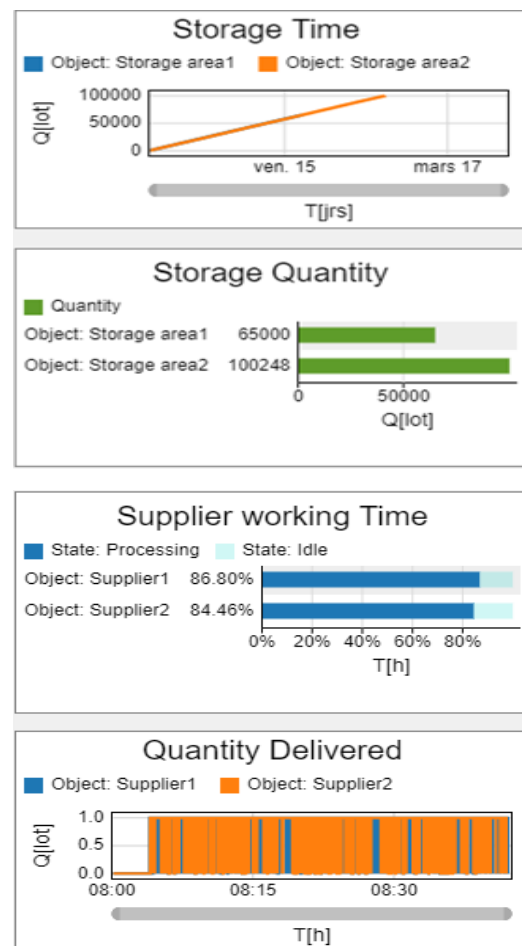 Storage Time
Object: Storage area1 Object: Storage area2
Q[lot]
100000
50000
0
ven. 15 mars 17
T[jrs]
Storage Quantity
Quantity
Object: Storage area1 65000
Object: Storage area2 100248
0 50000
Q[lot]
Supplier working Time
State: Processing State: Idle
Object: Supplier1 86.80%
Object: Supplier2 84.46%
0% 20% 40% 60% 80%
T[h]
Quantity Delivered
Object: Supplier1 Object: Supplier2
Q[lot]
1.0
0.5
0.0
08:00 08:15 08:30
T[h]